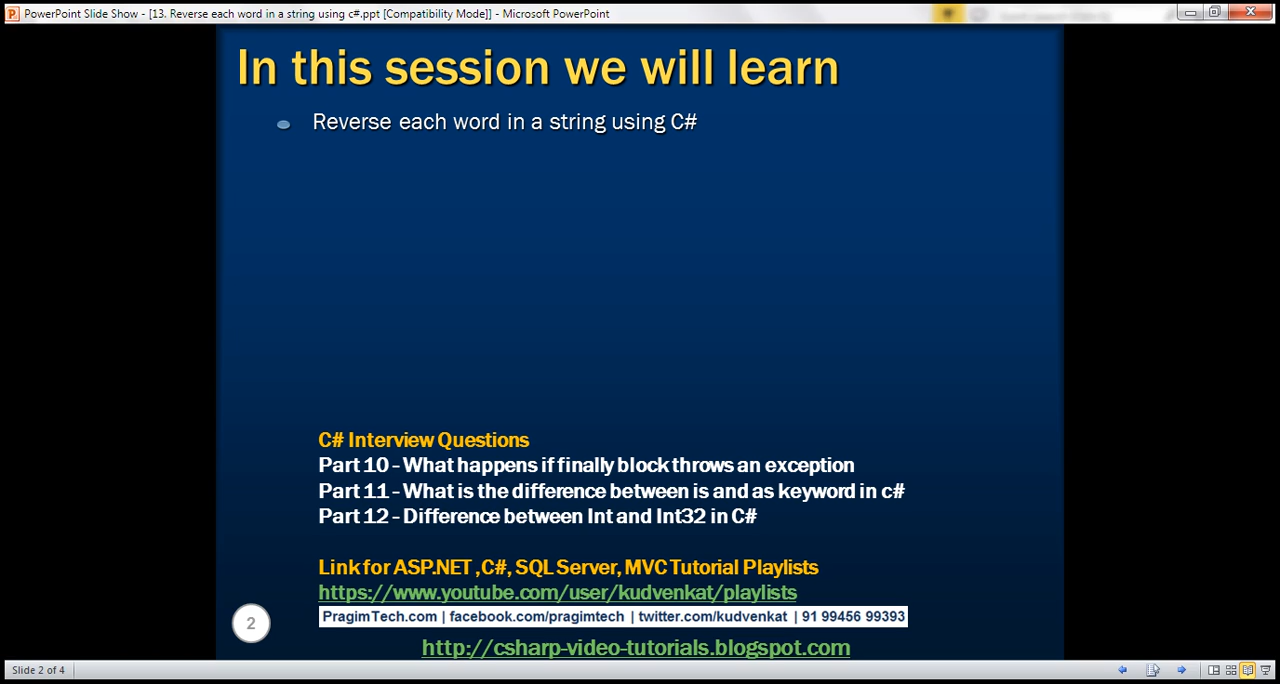 PowerPoint Slide Show - [13. Reverse each word in a string using c#.ppt [Compatibility Mode]] - Microsoft PowerPoint
In this session we will learn
Reverse each word in a string using C#
C# Interview Questions
Part 10 - What happens if finally block throws an exception
Part 11 - What is the difference between is and as keyword in c#
Part 12 - Difference between Int and Int32 in C#
Link for ASP.NET ,C#, SQL Server, MVC Tutorial Playlists
https://www.youtube.com/user/kudvenkat/playlists
PragimTech.com | facebook.com/pragimtech | twitter.com/kudvenkat | 91 99456 99393
2
http://csharp-video-tutorials.blogspot.com
Slide 2 of 4